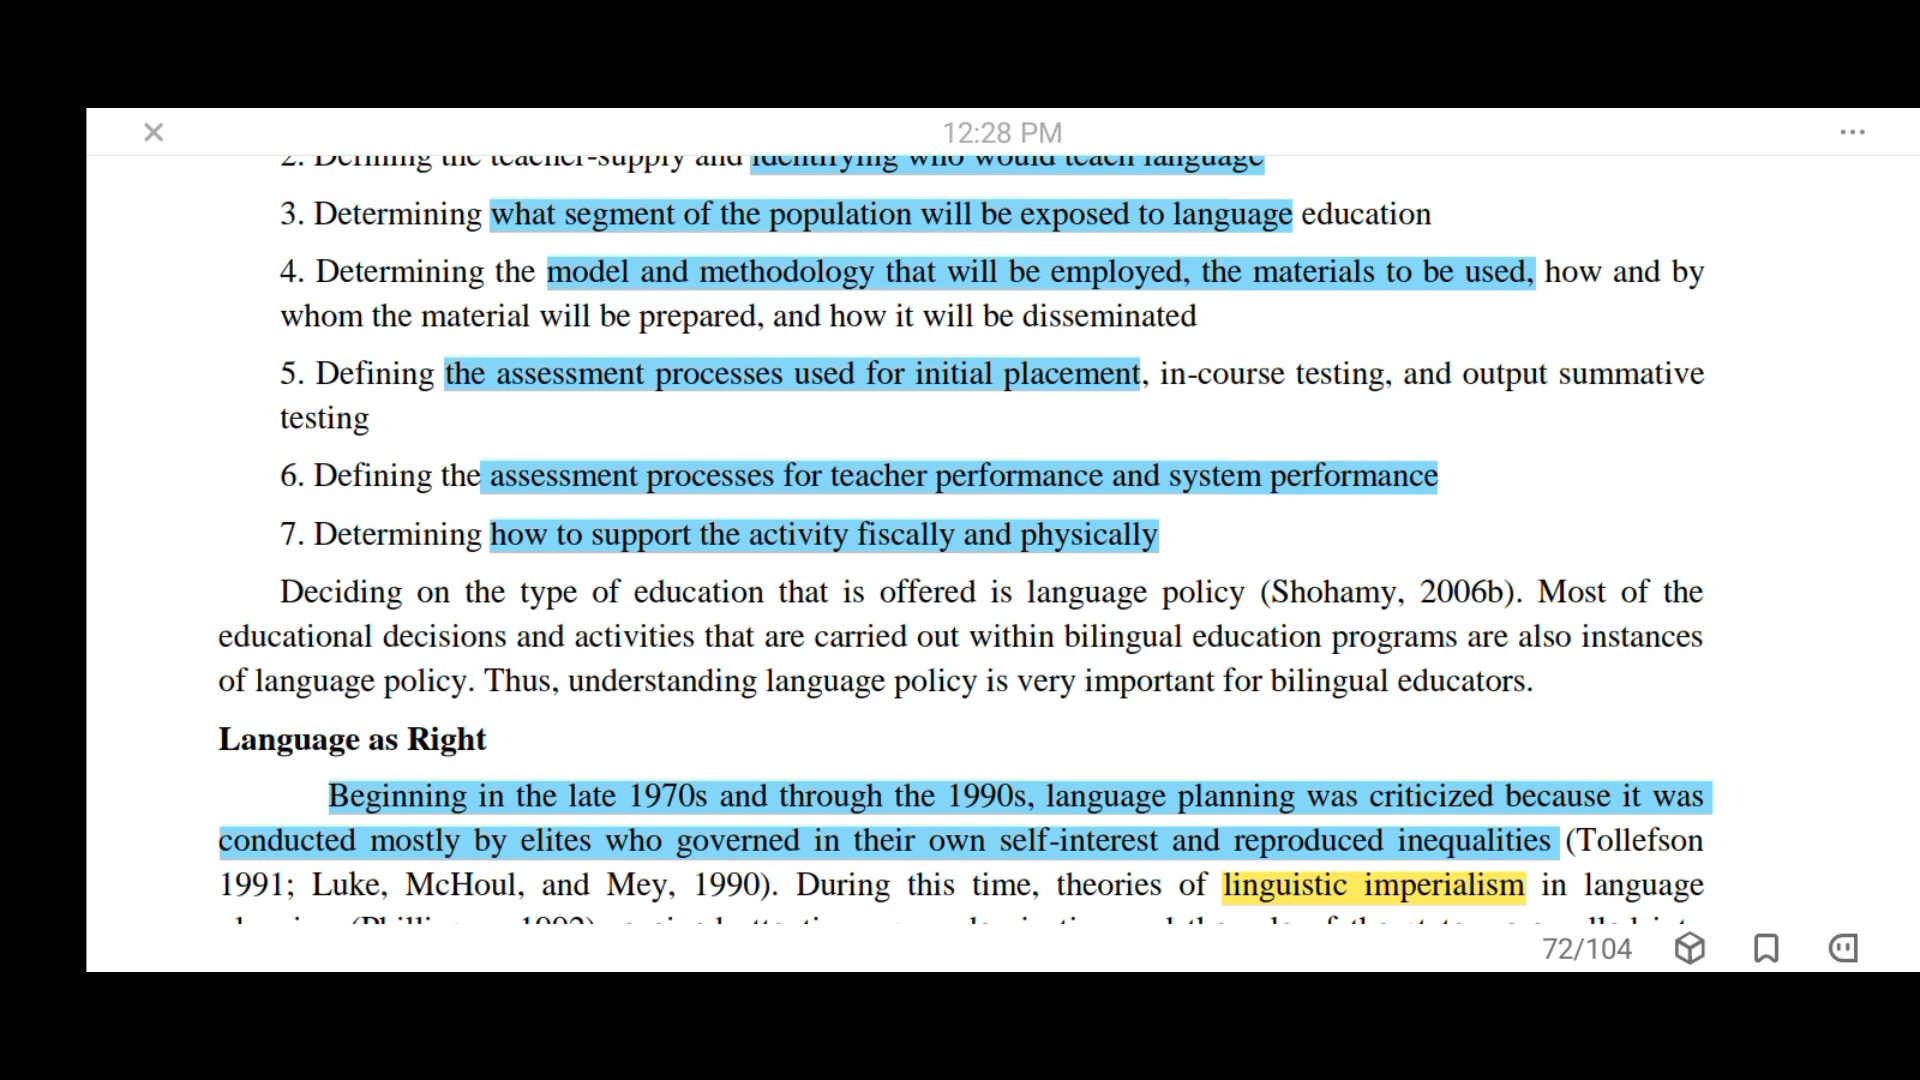 12:28 PM
2. Defining the teacher-supply and identifying who would teach language
3. Determining what segment of the population will be exposed to language education
4. Determining the model and methodology that will be employed, the materials to be used, how and by
whom the material will be prepared, and how it will be disseminated
5. Defining the assessment processes used for initial placement, in-course testing, and output summative
testing
6. Defining the assessment processes for teacher performance and system performance
7. Determining how to support the activity fiscally and physically
Deciding on the type of education that is offered is language policy (Shohamy, 2006b). Most of the
educational decisions and activities that are carried out within bilingual education programs are also instances
of language policy. Thus, understanding language policy is very important for bilingual educators.
Language as Right
Beginning in the late 1970s and through the 1990s, language planning was criticized because it was
conducted mostly by elites who governed in their own self-interest and reproduced inequalities (Tollefson
1991; Luke, McHoul, and Mey, 1990). During this time, theories of linguistic imperialism in language
72/104